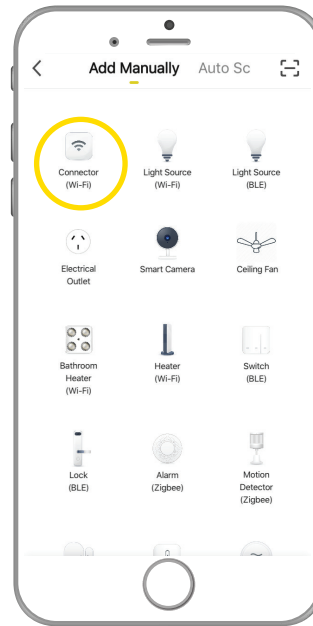 Add Manually Auto Sc
Connector
(Wi-Fi)
Light Source
(Wi-Fi)
Light Source
(BLE)
Electrical
Outlet
Smart Camera
Ceiling Fan
Bathroom
Heater
(Wi-Fi)
Heater
(Wi-Fi)
Switch
(BLE)
Lock
(BLE)
Alarm
(Zigbee)
Motion
Detector
(Zigbee)